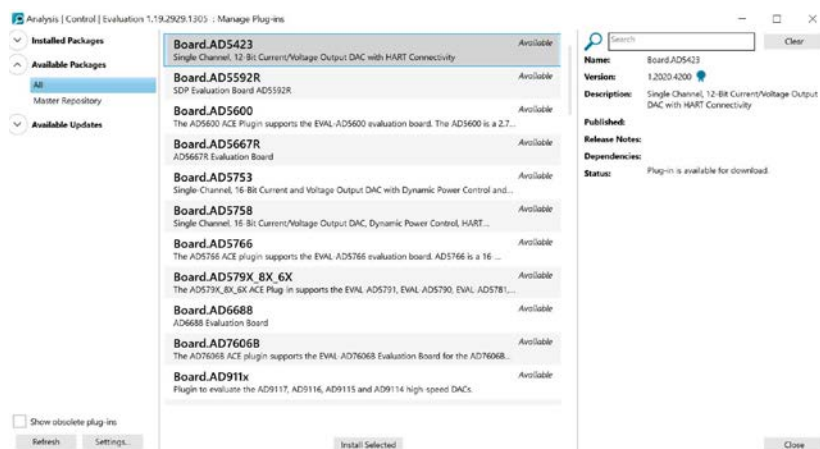 Analysis | Control | Evaluation 1.19.2929.1305 : Manage Plug-ins
Installed Packages
Available Packages
All
Master Repository
Available Updates
Show obsolete plug-ins
Refresh
Settings...
Board.AD5423
Available
Single Channel, 12-Bit Current/Voltage Output DAC with HART Connectivity
Board.AD5592R
Available
SDP Evaluation Board AD5592R
Board.AD5600
Available
The AD5600 ACE Plugin supports the EVAL-AD5600 evaluation board. The AD5600 is a 2.7...
Board.AD5667R
Available
AD5667R Evaluation Board
Board.AD5753
Available
Single-Channel, 16-Bit Current and Voltage Output DAC with Dynamic Power Control and...
Board.AD5758
Available
Single Channel, 16-Bit Current/Voltage Output DAC, Dynamic Power Control, HART...
Board.AD5766
Available
The AD5766 ACE plugin supports the EVAL-AD5766 evaluation board. AD5766 is a 16-...
Board.AD579X_8X_6X
Available
The AD579X_8X_6X ACE Plug-in supports the EVAL-AD5791, EVAL-AD5790, EVAL-AD5781,...
Board.AD6688
Available
AD6688 Evaluation Board
Board.AD7606B
Available
The AD7606B ACE plugin supports the EVAL-AD7606B Evaluation Board for the AD7606B...
Board.AD911x
Available
Plugin to evaluate the AD9117, AD9116, AD9115 and AD9114 high-speed DACs.
Install Selected
Search
Clear
Name: Board.AD5423
Version: 1.2020.4200
Description: Single Channel, 12-Bit Current/Voltage Output
DAC with HART Connectivity
Published:
Release Notes:
Dependencies:
Status: Plug-in is available for download.
Close